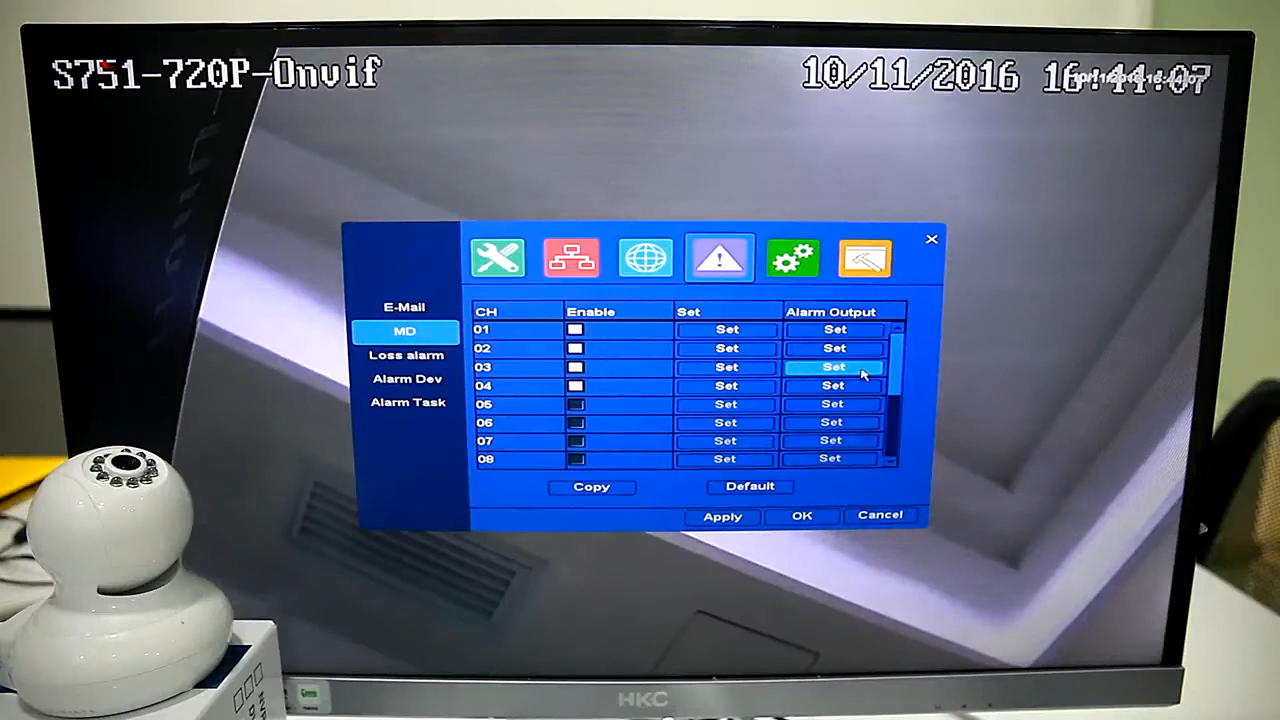 S751-720P-Onvif
10/11/2016 16:44:07
E-Mail
MD
Loss alarm
Alarm Dev
Alarm Task
CH Enable Set Alarm Output
01 Set Set
02 Set Set
03 Set Set
04 Set Set
05 Set Set
06 Set Set
07 Set Set
08 Set Set
Copy Default
Apply OK Cancel
HKC